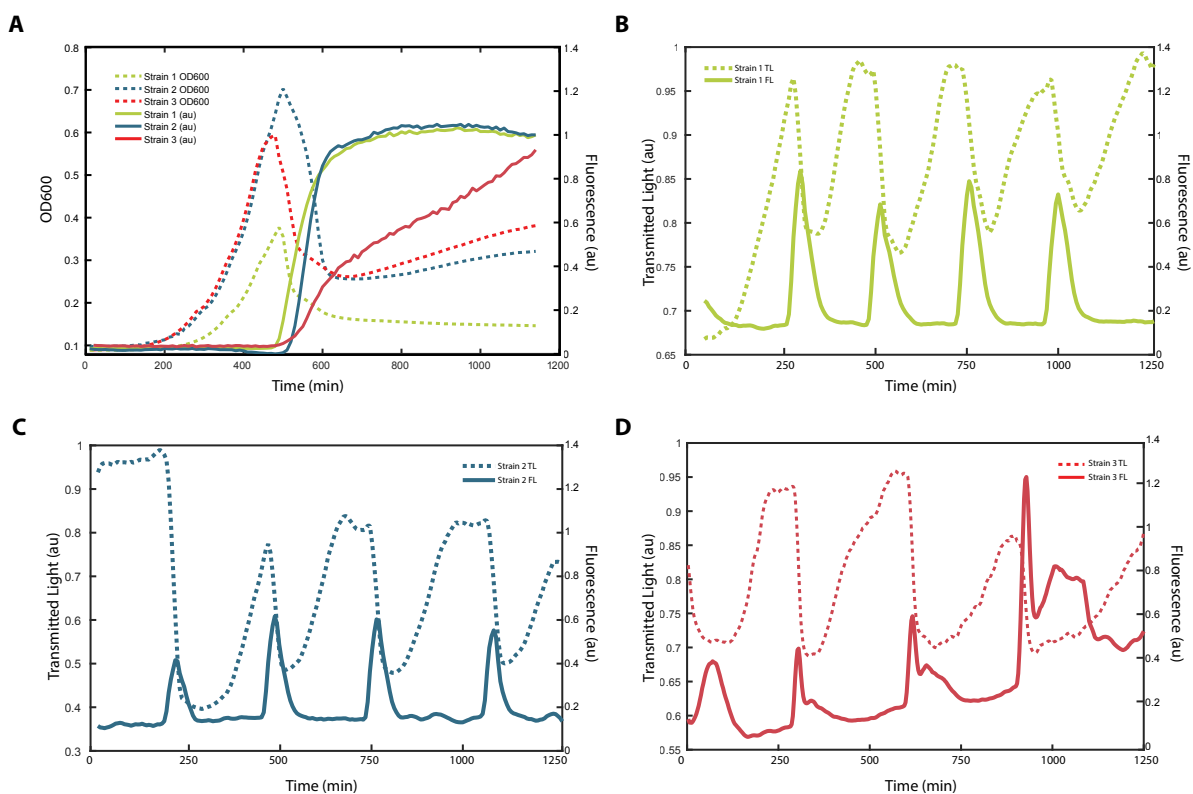 A
OD600
0.8
0.7
0.6
0.5
0.4
0.3
0.2
0.1
Strain 1 OD600
Strain 2 OD600
Strain 3 OD600
Strain 1 (au)
Strain 2 (au)
Strain 3 (au)
1.4
1.2
1
0.8
0.6
0.4
0.2
0
Fluorescence (au)
0 200 400 600 800 1000 1200
Time (min)
B
Transmitted Light (au)
1
0.95
0.9
0.85
0.8
0.75
0.7
0.65
Strain 1 TL
Strain 1 FL
1.4
1.2
1
0.8
0.6
0.4
0.2
0
Fluorescence (au)
0 250 500 750 1000 1250
Time (min)
C
Transmitted Light (au)
1
0.9
0.8
0.7
0.6
0.5
0.4
0.3
Strain 2 TL
Strain 2 FL
1.4
1.2
1
0.8
0.6
0.4
0.2
0
Fluorescence (au)
0 250 500 750 1000 1250
Time (min)
D
Transmitted Light (au)
1
0.95
0.9
0.85
0.8
0.75
0.7
0.65
0.6
0.55
Strain 3 TL
Strain 3 FL
1.4
1.2
1
0.8
0.6
0.4
0.2
0
Fluorescence (au)
0 250 500 750 1000 1250
Time (min)